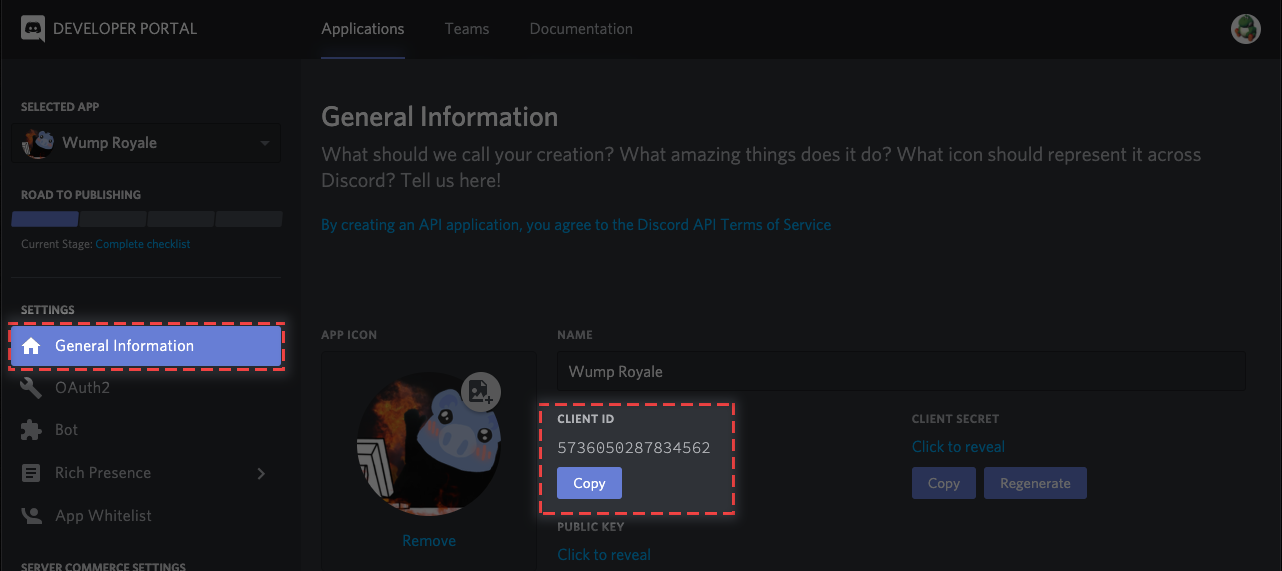 DEVELOPER PORTAL
Applications
Teams
Documentation
SELECTED APP
Wump Royale
ROAD TO PUBLISHING
Current Stage: Complete checklist
SETTINGS
General Information
OAuth2
Bot
Rich Presence
App Whitelist
SERVER COMMERCE SETTINGS
General Information
What should we call your creation? What amazing things does it do? What icon should represent it across
Discord? Tell us here!
By creating an API application, you agree to the Discord API Terms of Service
APP ICON
Remove
NAME
Wump Royale
CLIENT ID
5736050287834562
Copy
CLIENT SECRET
Click to reveal
Copy
Regenerate
PUBLIC KEY
Click to reveal